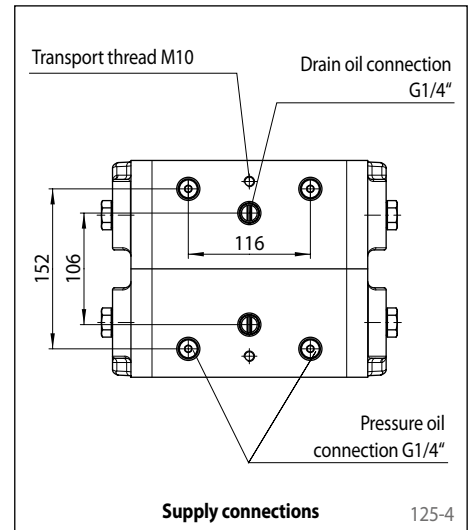 Transport thread M10
Drain oil connection
G1/4“
116
152
106
Pressure oil
connection G1/4“
Supply connections
125-4